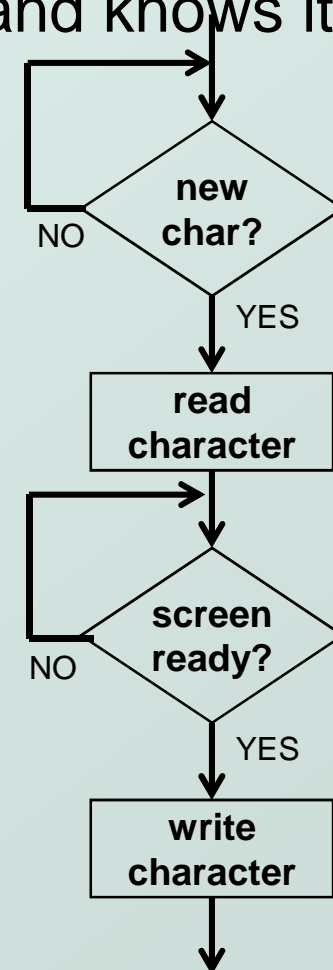 and knows it
new
char?
NO
YES
read
character
screen
ready?
NO
YES
write
character